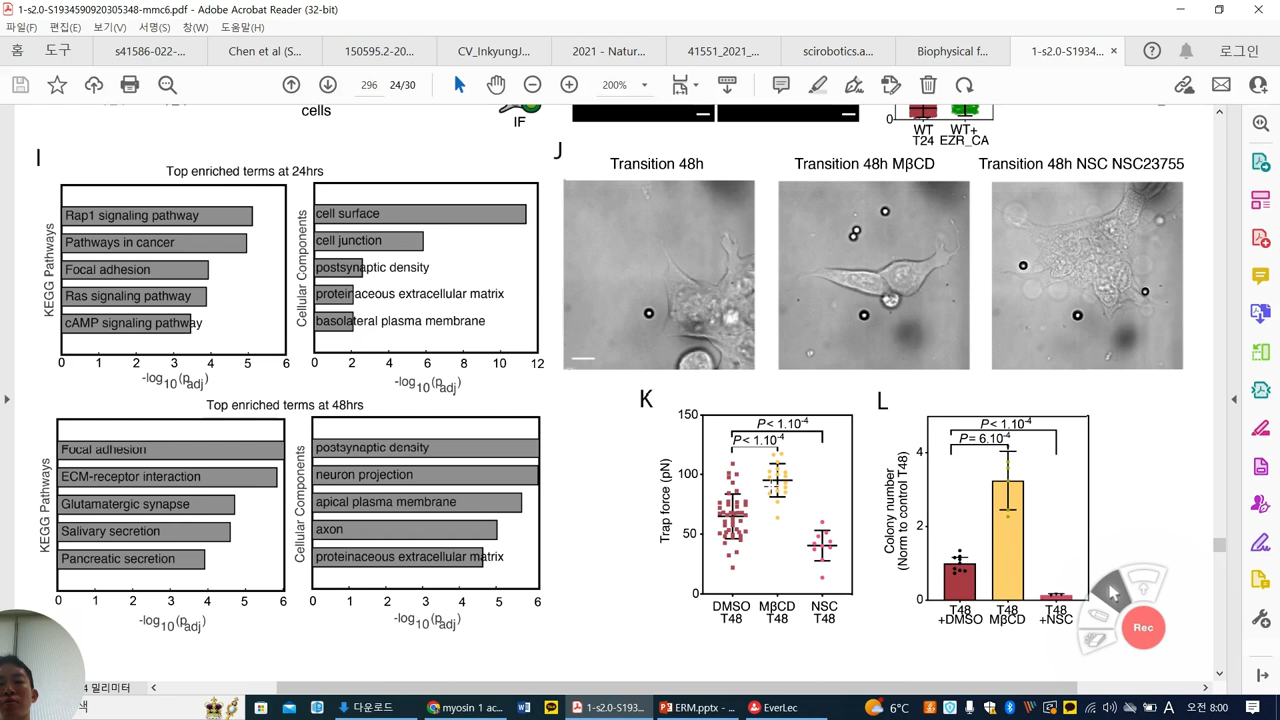 1-s2.0-S1934590920305348-mmc6.pdf - Adobe Acrobat Reader (32-bit)
파일(F) 편집(E) 보기(V) 서명(S) 창(W) 도움말(H)
홈 도구 s41586-022-... Chen et al (S... 150595.2-20... CV_InkyungJ... 2021 - Natur... 41551_2021_... scirobotics.a... Biophysical f... 1-s2.0-S1934... × 로그인
296 24/30 200%
cells
IF
0
WT T24
WT+ EZR_CA
I
Top enriched terms at 24hrs
KEGG Pathways
Rap1 signaling pathway
Pathways in cancer
Focal adhesion
Ras signaling pathway
cAMP signaling pathway
0 1 2 3 4 5 6
-log10(padj)
Cellular Components
cell surface
cell junction
postsynaptic density
proteinaceous extracellular matrix
basolateral plasma membrane
0 2 4 6 8 10 12
-log10(padj)
Top enriched terms at 48hrs
KEGG Pathways
Focal adhesion
ECM-receptor interaction
Glutamatergic synapse
Salivary secretion
Pancreatic secretion
0 1 2 3 4 5 6
-log10(padj)
Cellular Components
postsynaptic density
neuron projection
apical plasma membrane
axon
proteinaceous extracellular matrix
0 1 2 3 4 5 6
-log10(padj)
J
Transition 48h
Transition 48h MβCD
Transition 48h NSC NSC23755
K
Trap force (pN)
150
100
50
0
P< 1.10-4
P< 1.10-4
DMSO T48
MβCD T48
NSC T48
L
Colony number
(Norm to control T48)
4
2
0
P< 1.10-4
P= 6.10-4
T48 +DMSO
T48 MβCD
T48 +NSC
Rec
4 밀리미터
색
다운로드
myosin 1 ac...
1-s2.0-S193...
ERM.pptx - ...
EverLec
6°C
A
오전 8:00